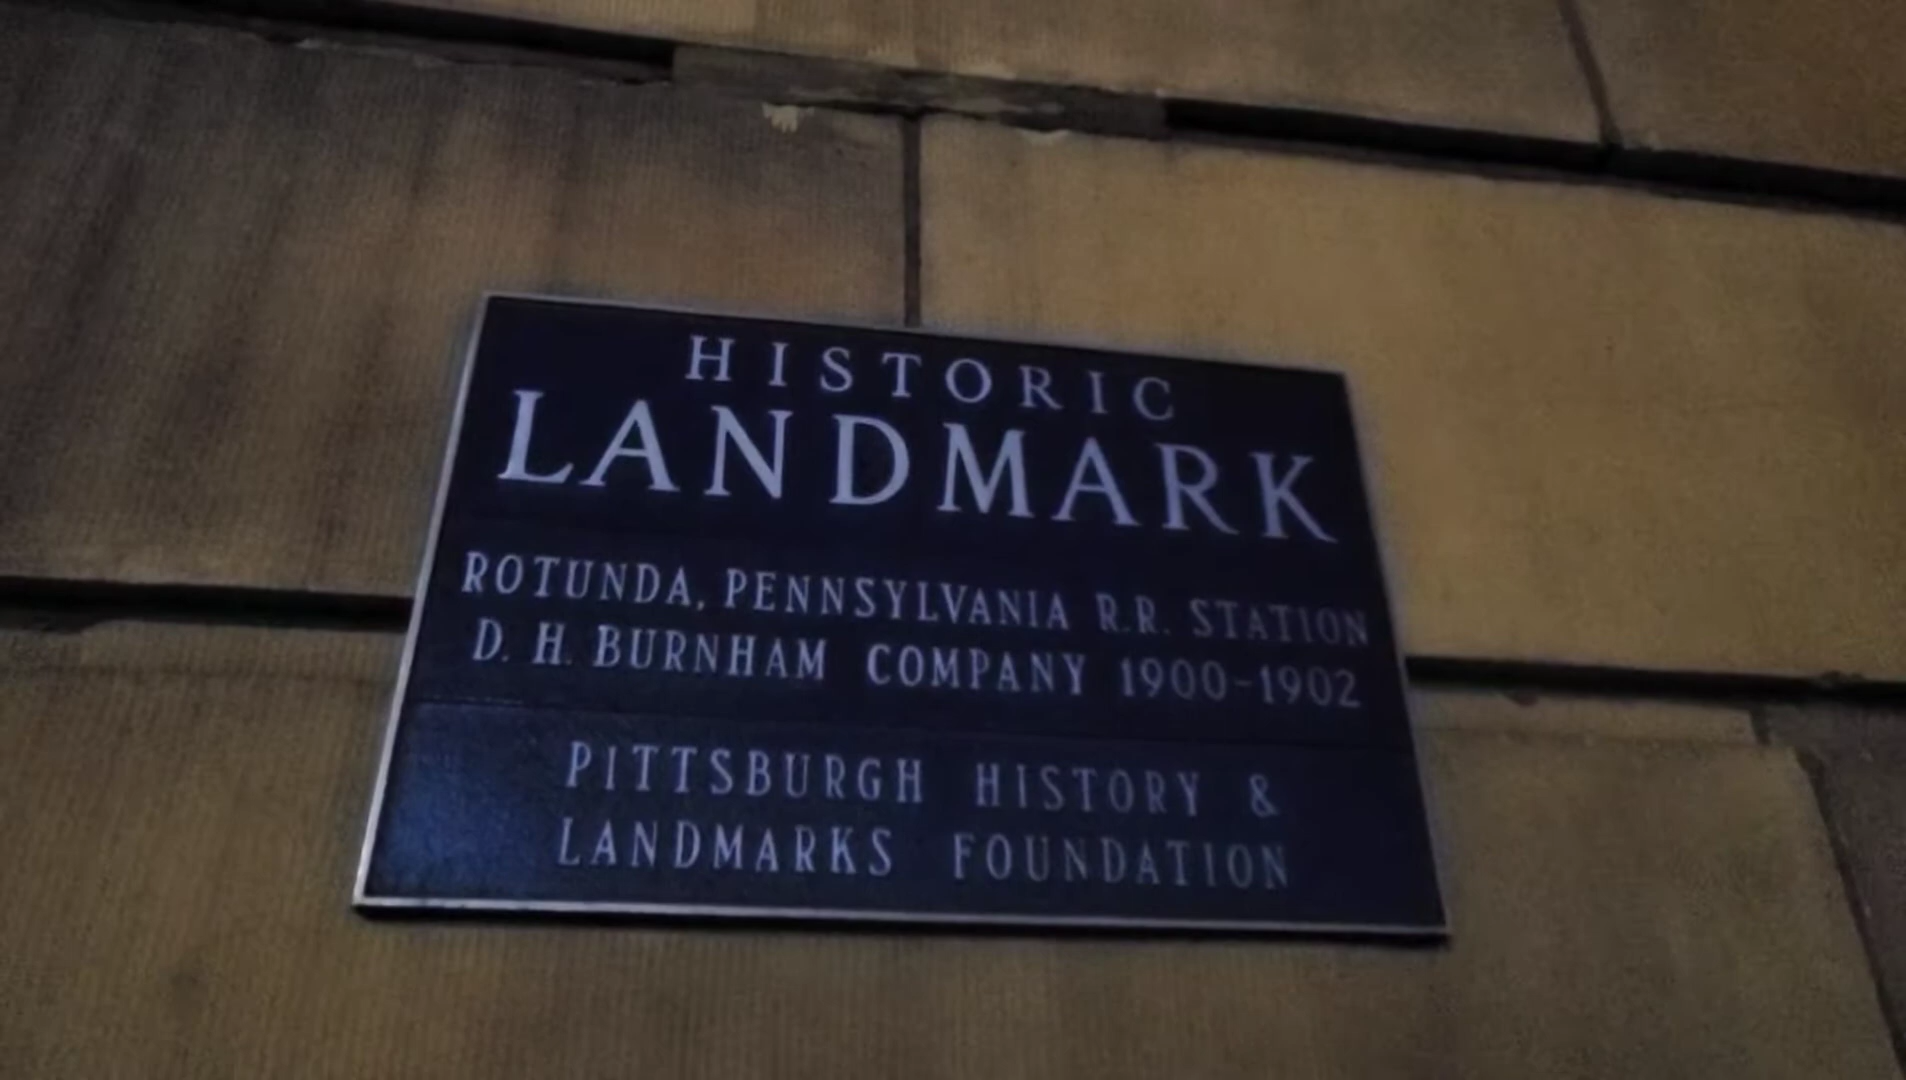 HISTORIC
LANDMARK
ROTUNDA, PENNSYLVANIA R.R. STATION
D. H. BURNHAM COMPANY 1900-1902
PITTSBURGH HISTORY &
LANDMARKS FOUNDATION